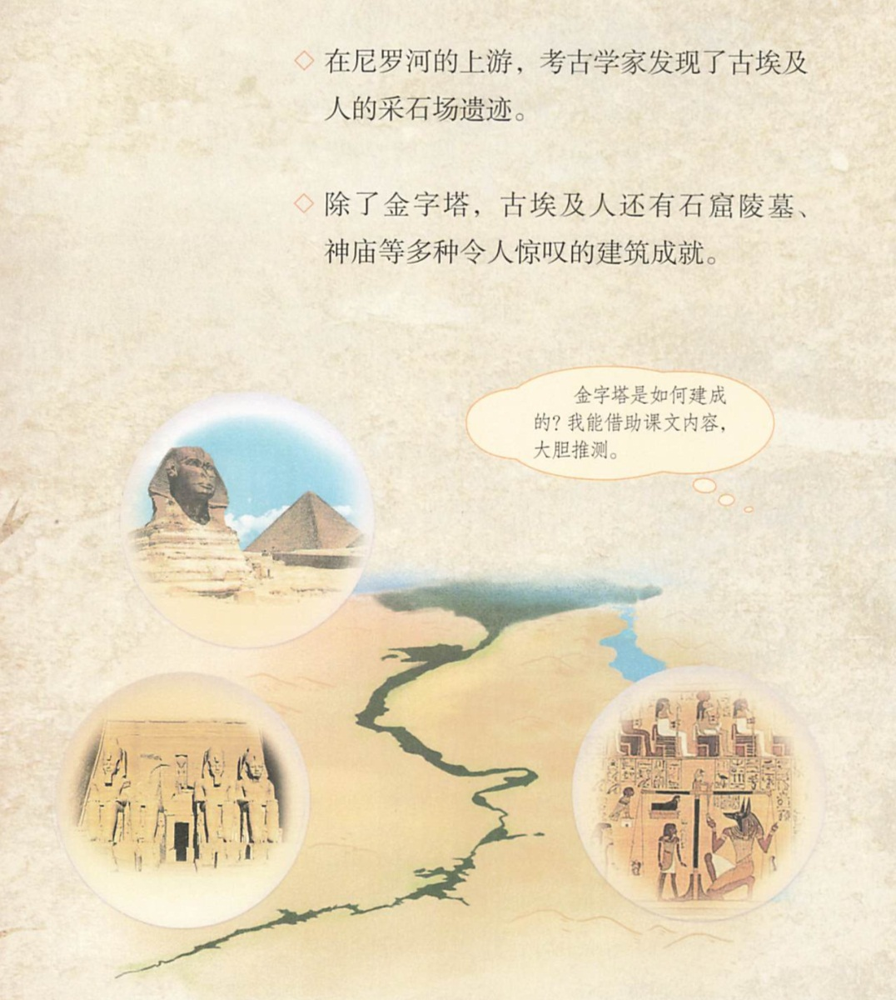 ◇ 在尼罗河的上游，考古学家发现了古埃及
人的采石场遗迹。
◇ 除了金字塔，古埃及人还有石窟陵墓、
神庙等多种令人惊叹的建筑成就。
金字塔是如何建成
的？我能借助课文内容，
大胆推测。